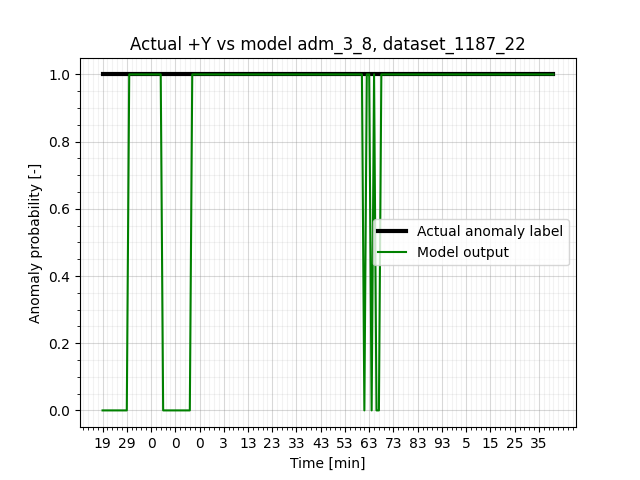 Actual +Y vs model adm_3_8, dataset_1187_22
Anomaly probability [-]
1.0
0.8
0.6
0.4
0.2
0.0
Actual anomaly label
Model output
19 29 0 0 0 3 13 23 33 43 53 63 73 83 93 5 15 25 35
Time [min]